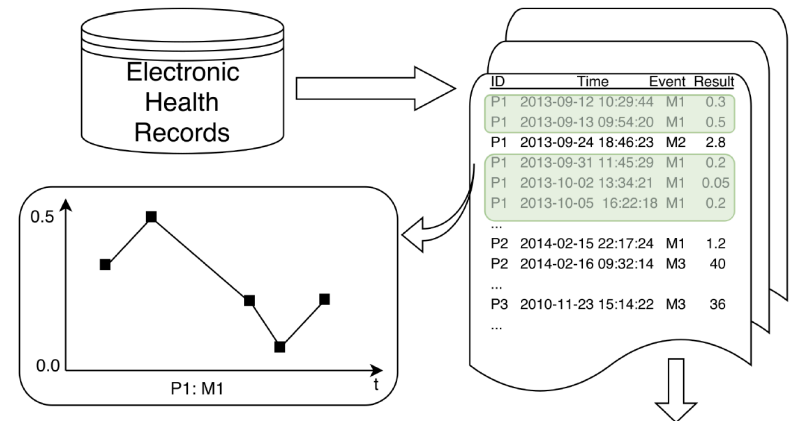 Electronic
Health
Records
ID Time Event Result
P1 2013-09-12 10:29:44 M1 0.3
P1 2013-09-13 09:54:20 M1 0.5
P1 2013-09-24 18:46:23 M2 2.8
P1 2013-09-31 11:45:29 M1 0.2
P1 2013-10-02 13:34:21 M1 0.05
P1 2013-10-05 16:22:18 M1 0.2
...
P2 2014-02-15 22:17:24 M1 1.2
P2 2014-02-16 09:32:14 M3 40
...
P3 2010-11-23 15:14:22 M3 36
...
0.5
0.0
t
P1: M1